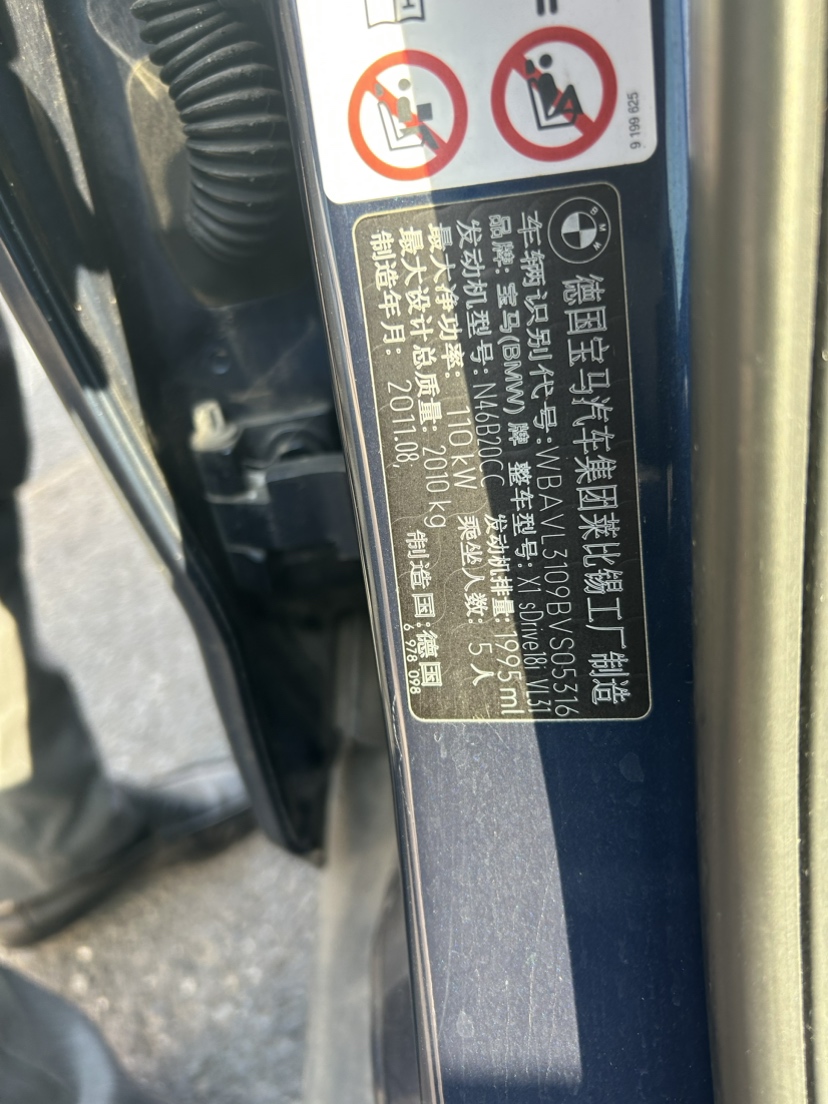 9 199 625
BMW
德国宝马汽车集团莱比锡工厂制造
车辆识别代号:WBAVL3109BVS05316
品牌:宝马(BMW)牌 整车型号:X1 sDrive18i VL31
发动机型号:N46B20CC 发动机排量:1995ml
最大净功率: 110kW 乘坐人数: 5人
最大设计总质量: 2010kg
制造年月: 2011.08, 制造国:德国
6 978 098